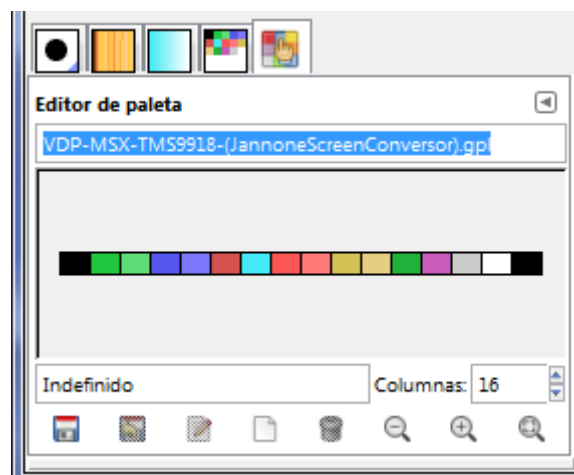 Editor de paleta
VDP-MSX-TMS9918-(JannoneScreenConversor).gpl
Indefinido
Columnas: 16